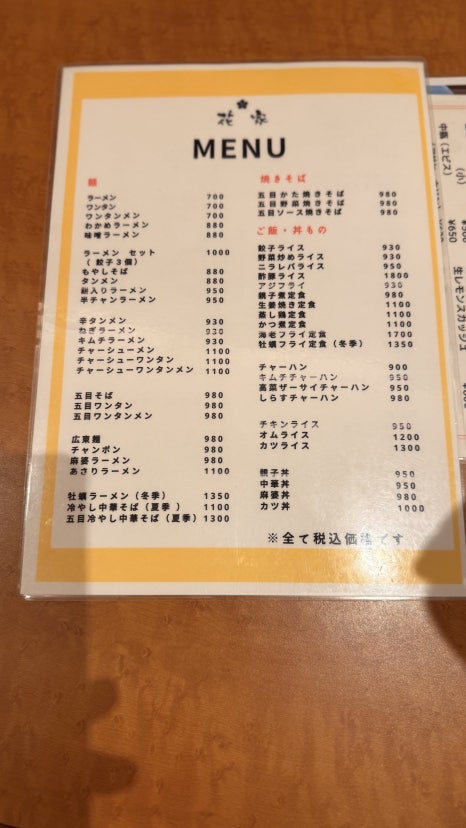 花家
MENU
麺
ラーメン 700
ワンタン 700
ワンタンメン 700
わかめラーメン 880
味噌ラーメン 880
ラーメン セット 1000
（餃子３個）
もやしそば 880
タンメン 880
餅入りラーメン 950
半チャンラーメン 950
辛タンメン 930
ねぎラーメン 930
キムチラーメン 930
チャーシューメン 1100
チャーシューワンタン 1100
チャーシューワンタンメン 1100
五目そば 980
五目ワンタン 980
五目ワンタンメン 980
広東麺 980
チャンポン 980
麻婆ラーメン 980
あさりラーメン 1100
牡蠣ラーメン（冬季） 1350
冷やし中華そば（夏季） 1100
五目冷やし中華そば（夏季）1300
焼きそば
五目かた焼きそば 980
五目野菜焼きそば 980
五目ソース焼きそば 980
ご飯・丼もの
餃子ライス 930
野菜炒めライス 930
ニラレバライス 950
酢豚ライス 1800
アジフライ 930
親子煮定食 980
生姜焼き定食 1100
蒸し鶏定食 1100
かつ煮定食 1100
海老フライ定食 1700
牡蠣フライ定食（冬季） 1350
チャーハン 900
キムチチャーハン 950
高菜ザーサイチャーハン 950
しらすチャーハン 980
チキンライス 950
オムライス 1200
カツライス 1300
親子丼 950
中華丼 950
麻婆丼 980
カツ丼 1000
※全て税込価格です
（小）
中瓶（ヱビス）
¥650
生レモンスカッシュ